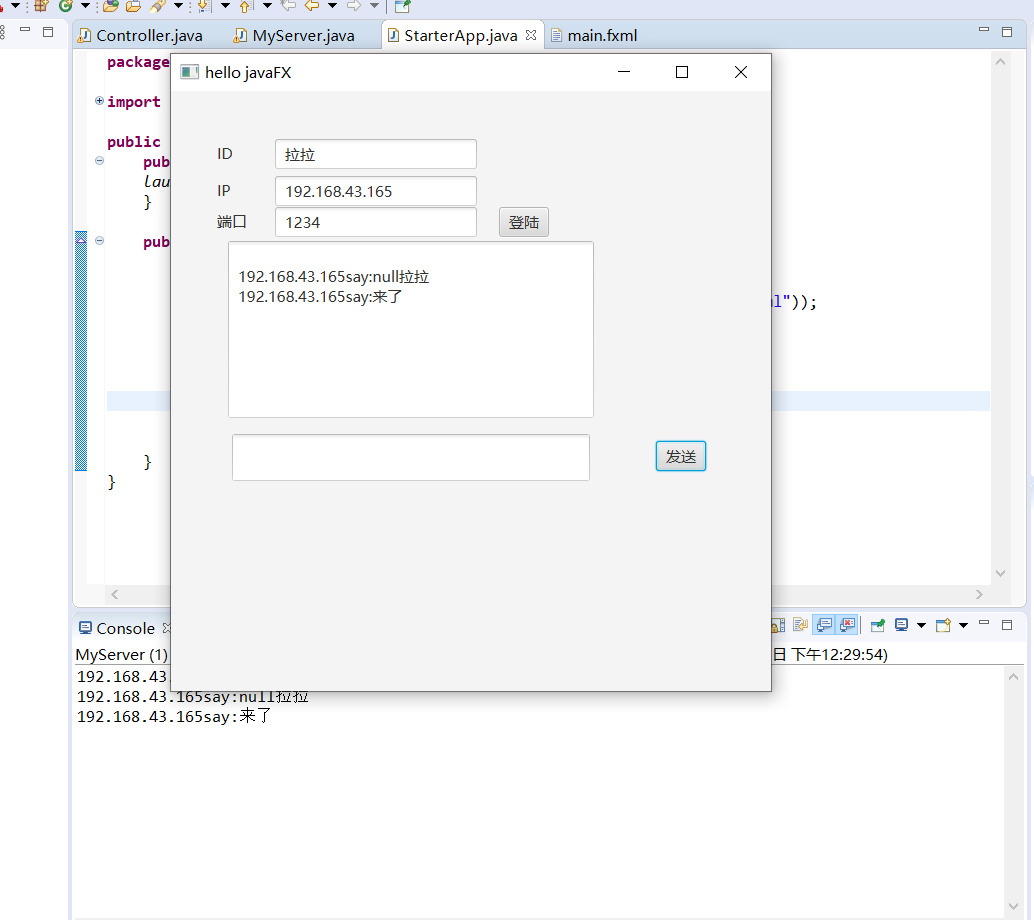 Controller.java MyServer.java StarterApp.java main.fxml
package
hello javaFX
import
public
pub
lau
}
pub
l"));
}
}
ID 拉拉
IP 192.168.43.165
端口 1234 登陆
192.168.43.165say:null拉拉
192.168.43.165say:来了
发送
Console
MyServer (1) 日 下午12:29:54)
192.168.43.
192.168.43.165say:null拉拉
192.168.43.165say:来了